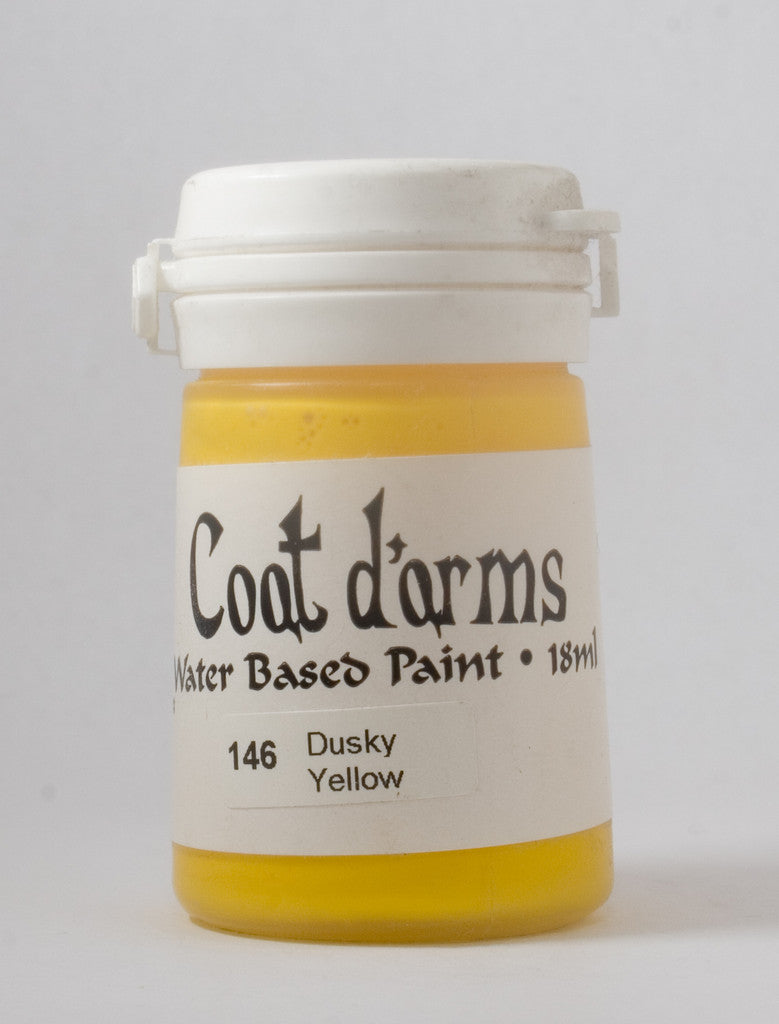 Coat d'arms
Water Based Paint • 18ml
146 Dusky
Yellow